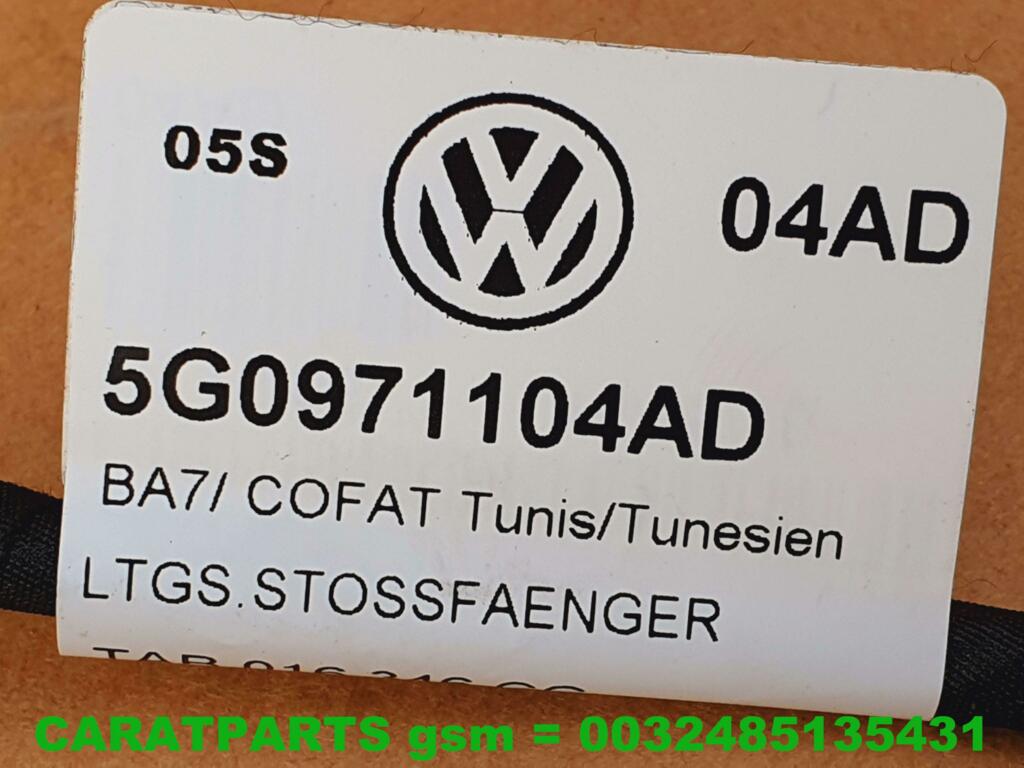 05S
04AD
5G0971104AD
BA7/ COFAT Tunis/Tunesien
LTGS.STOSSFAENGER
CARATPARTS gsm = 0032485135431